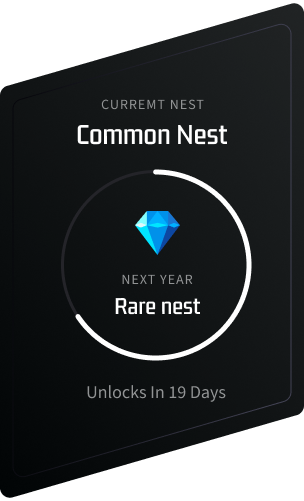 CURREMT NEST
Common Nest
NEXT YEAR
Rare nest
Unlocks In 19 Days